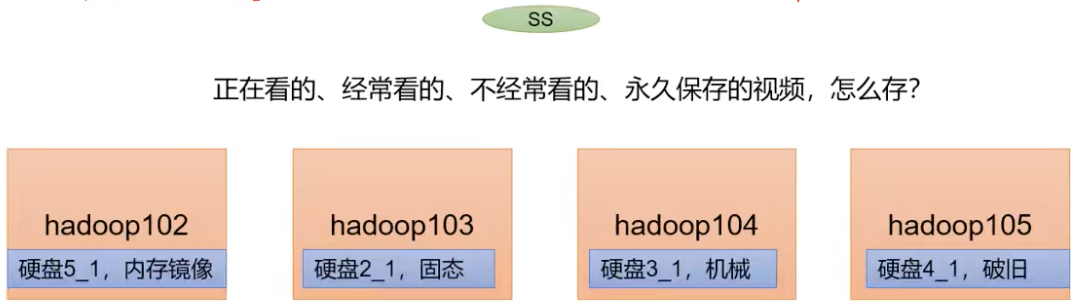 SS
正在看的、经常看的、不经常看的、永久保存的视频，怎么存？
hadoop102
硬盘5_1，内存镜像
hadoop103
硬盘2_1，固态
hadoop104
硬盘3_1，机械
hadoop105
硬盘4_1，破旧